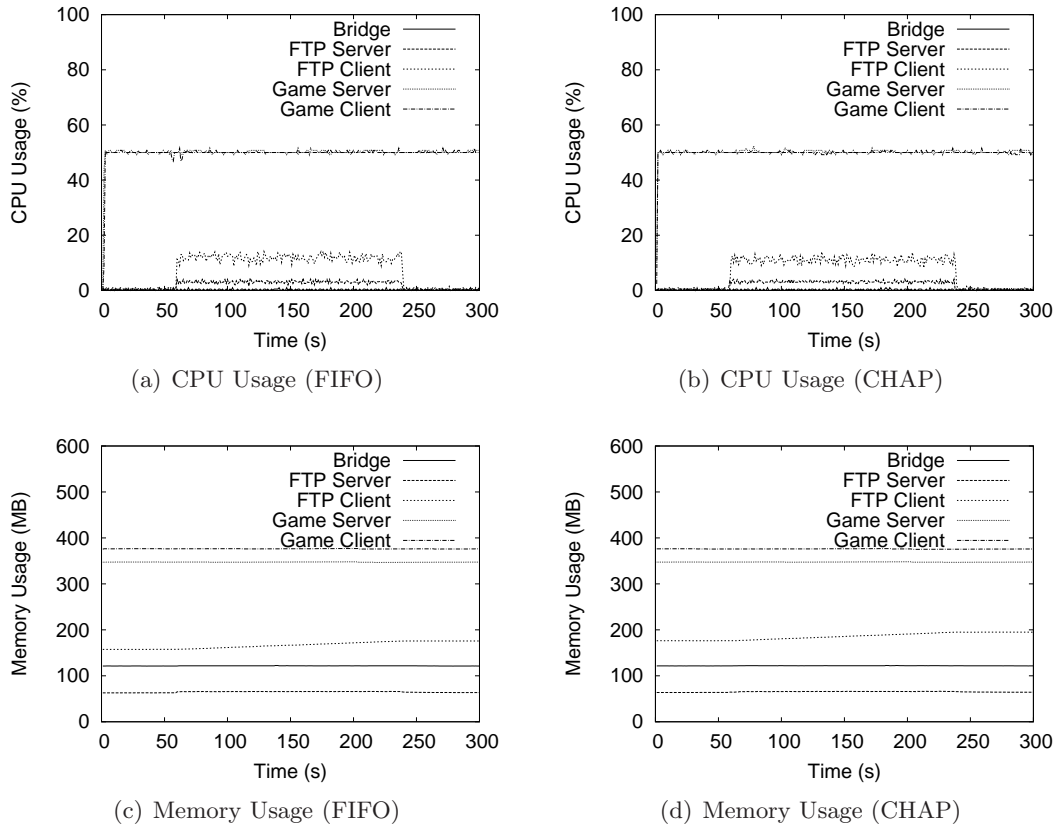 100
80
60
40
20
0
CPU Usage (%)
0 50 100 150 200 250 300
Time (s)
Bridge
FTP Server
FTP Client
Game Server
Game Client
(a) CPU Usage (FIFO)
100
80
60
40
20
0
CPU Usage (%)
0 50 100 150 200 250 300
Time (s)
Bridge
FTP Server
FTP Client
Game Server
Game Client
(b) CPU Usage (CHAP)
600
500
400
300
200
100
0
Memory Usage (MB)
0 50 100 150 200 250 300
Time (s)
Bridge
FTP Server
FTP Client
Game Server
Game Client
(c) Memory Usage (FIFO)
600
500
400
300
200
100
0
Memory Usage (MB)
0 50 100 150 200 250 300
Time (s)
Bridge
FTP Server
FTP Client
Game Server
Game Client
(d) Memory Usage (CHAP)